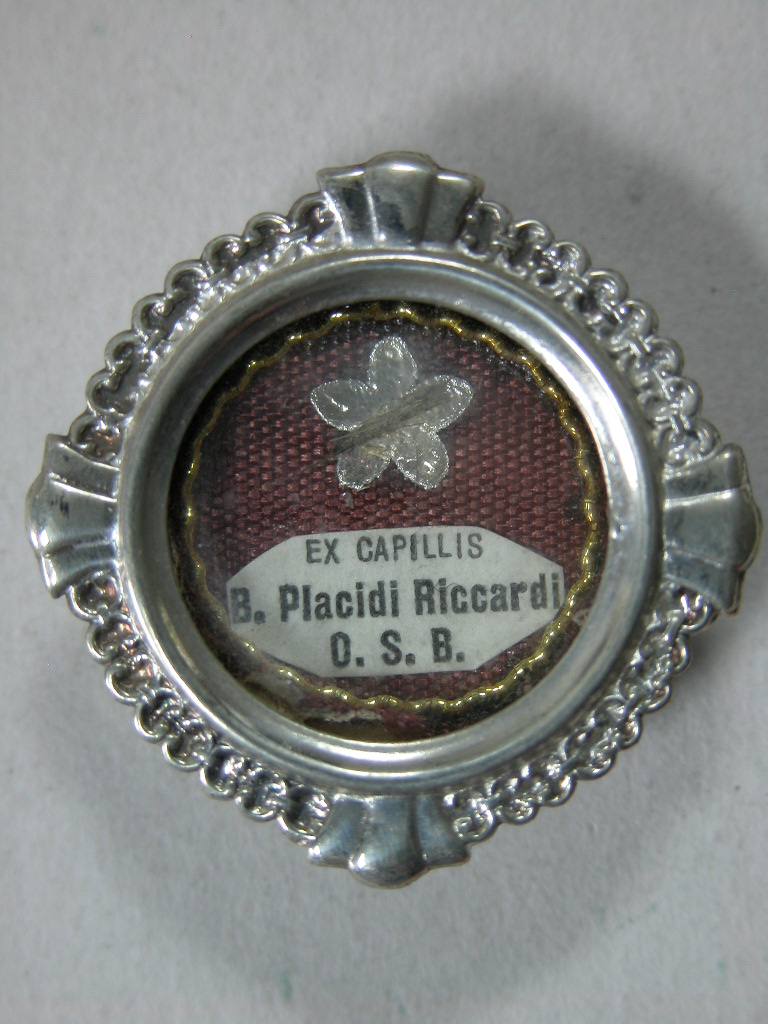 EX CAPILLIS
B. Placidi Riccardi
O. S. B.